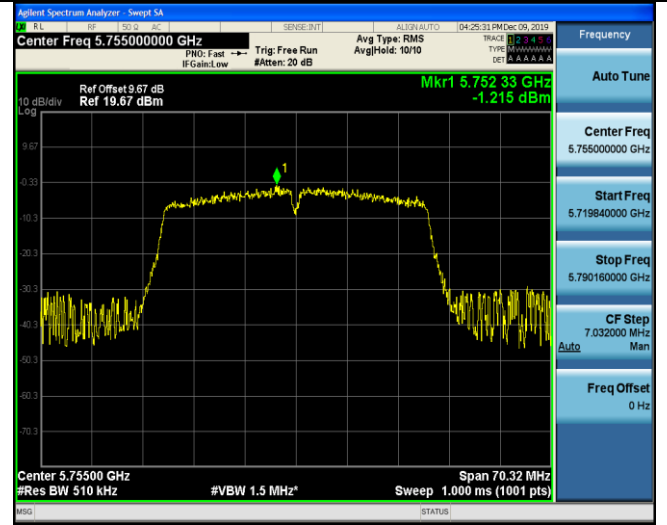 Agilent Spectrum Analyzer - Swept SA
RL RF 50 Ω AC SENSE:INT ALIGN AUTO 04:25:31 PM Dec 09, 2019
Center Freq 5.755000000 GHz
PNO: Fast
IFGain:Low
Trig: Free Run
#Atten: 20 dB
Avg Type: RMS
Avg|Hold: 10/10
TRACE 1 2 3 4 5 6
TYPE M
DET A A A A A A
Frequency
Mkr1 5.752 33 GHz
-1.215 dBm
Ref Offset 9.67 dB
Ref 19.67 dBm
10 dB/div
Log
9.67
-0.33
-10.3
-20.3
-30.3
-40.3
-50.3
-60.3
-70.3
1
Center 5.75500 GHz
Span 70.32 MHz
#Res BW 510 kHz
#VBW 1.5 MHz*
Sweep 1.000 ms (1001 pts)
MSG
STATUS
Auto Tune
Center Freq
5.755000000 GHz
Start Freq
5.719840000 GHz
Stop Freq
5.790160000 GHz
CF Step
7.032000 MHz
Auto Man
Freq Offset
0 Hz